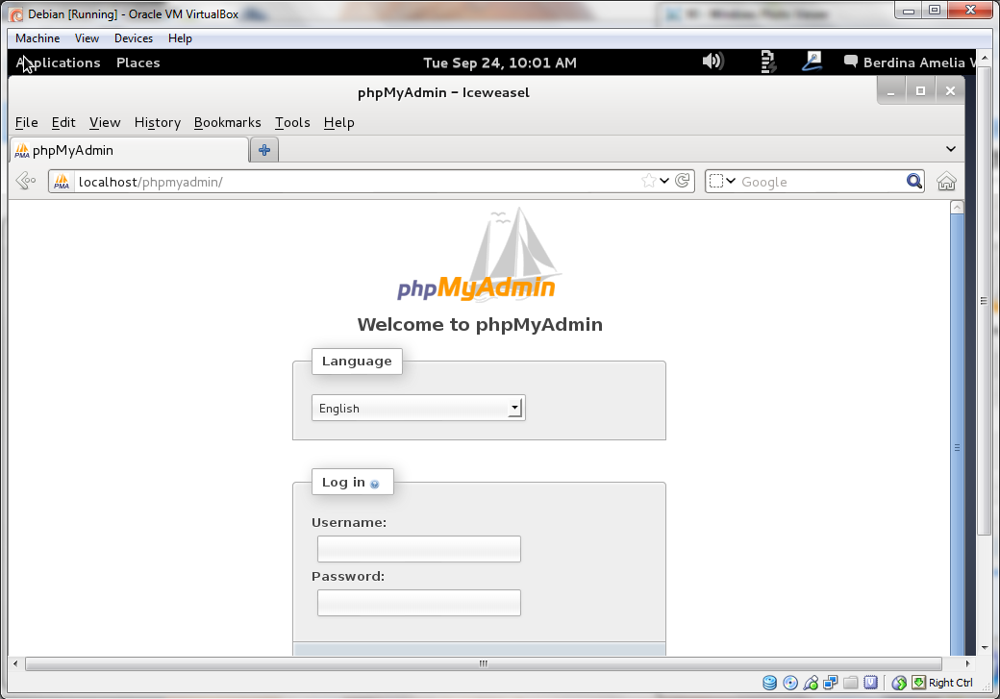 Debian [Running] - Oracle VM VirtualBox
Machine View Devices Help
Applications Places Tue Sep 24, 10:01 AM Berdina Amelia
phpMyAdmin - Iceweasel
File Edit View History Bookmarks Tools Help
PMA phpMyAdmin
PMA localhost/phpmyadmin/ Google
phpMyAdmin
Welcome to phpMyAdmin
Language
English
Log in
Username:
Password:
Right Ctrl